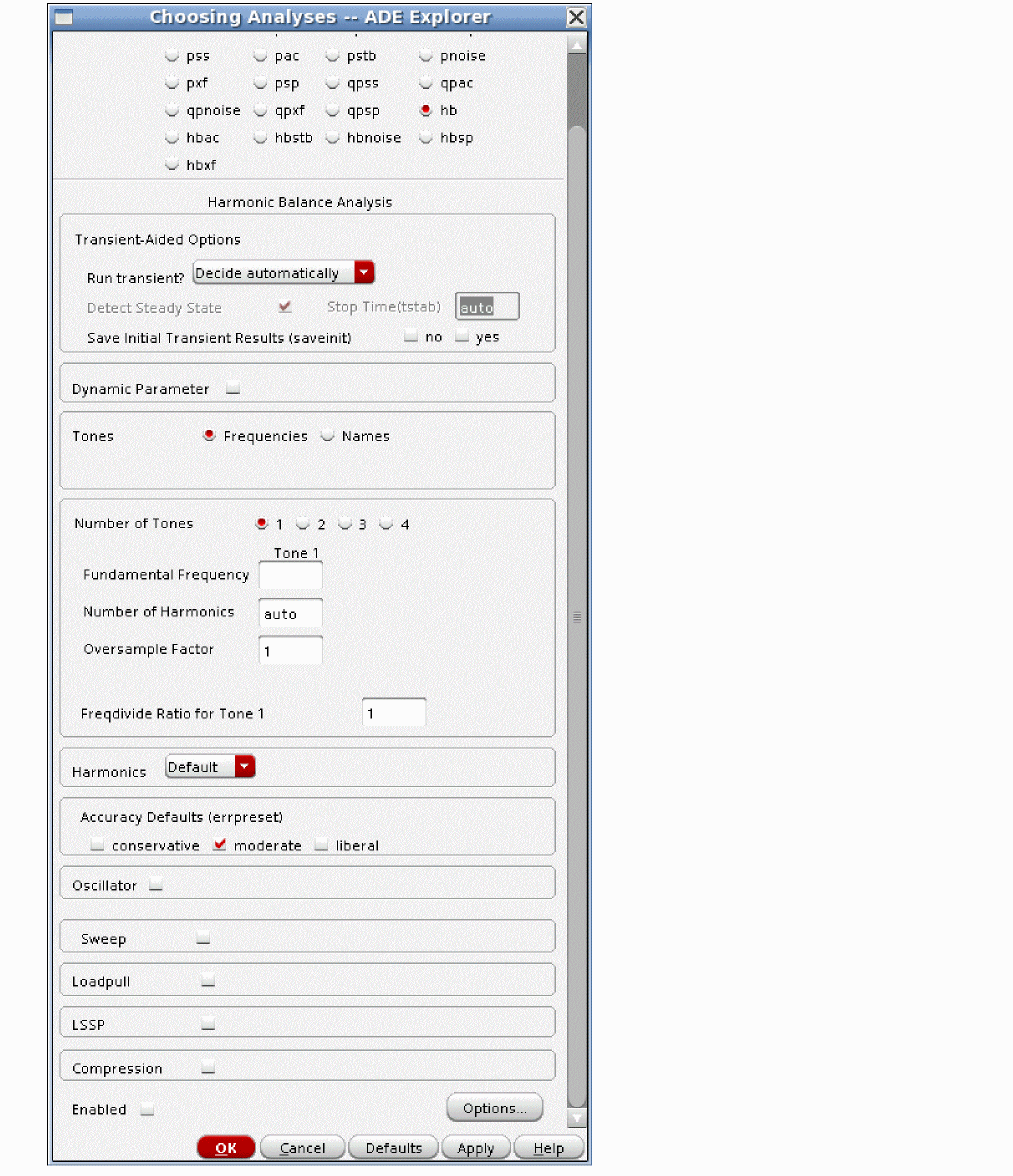 Choosing Analyses -- ADE Explorer
pss pac pstb pnoise
pxf psp qpss qpac
qpnoise qpxf qpsp hb
hbac hbstb hbnoise hbsp
hbxf
Harmonic Balance Analysis
Transient-Aided Options
Run transient? Decide automatically
Detect Steady State Stop Time(tstab) auto
Save Initial Transient Results (saveinit) no yes
Dynamic Parameter
Tones Frequencies Names
Number of Tones 1 2 3 4
Tone 1
Fundamental Frequency
Number of Harmonics auto
Oversample Factor 1
Freqdivide Ratio for Tone 1 1
Harmonics Default
Accuracy Defaults (errpreset)
conservative moderate liberal
Oscillator
Sweep
Loadpull
LSSP
Compression
Enabled Options...
OK Cancel Defaults Apply Help